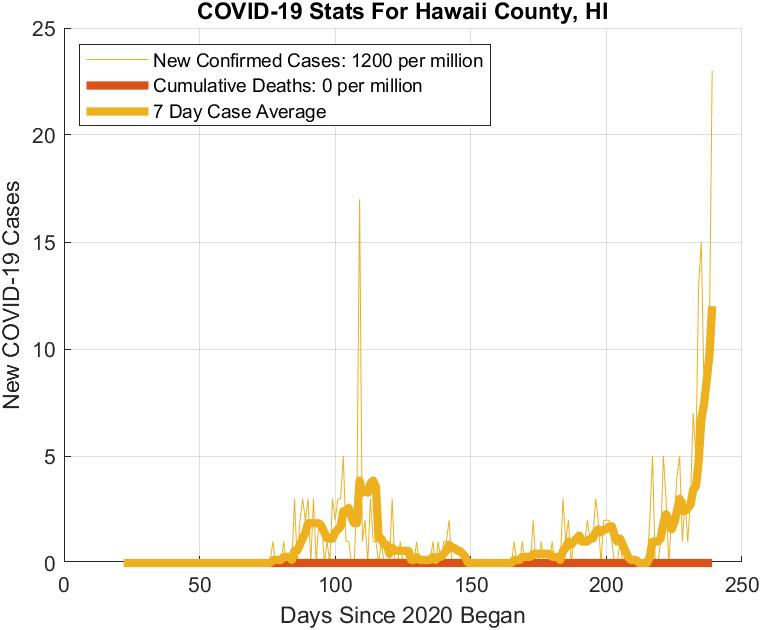 COVID-19 Stats For Hawaii County, HI
New Confirmed Cases: 1200 per million
Cumulative Deaths: 0 per million
7 Day Case Average
New COVID-19 Cases
25
20
15
10
5
0
0 50 100 150 200 250
Days Since 2020 Began